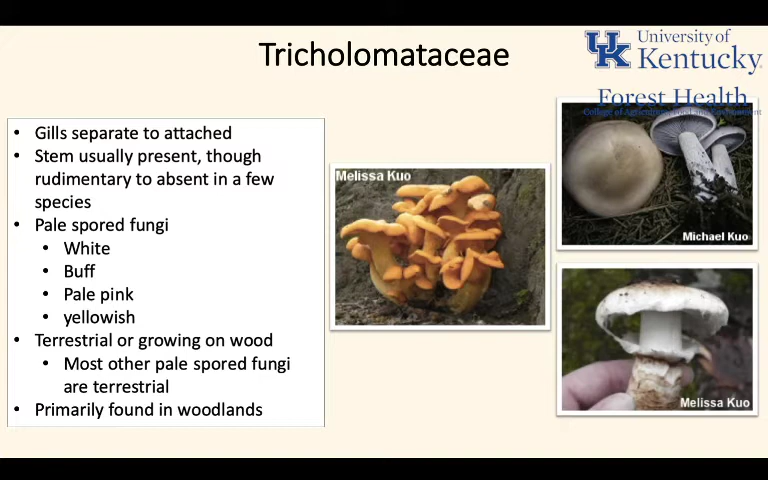 Tricholomataceae
University of
Kentucky
Forest Health
• Gills separate to attached
• Stem usually present, though
rudimentary to absent in a few
species
• Pale spored fungi
• White
• Buff
• Pale pink
• yellowish
• Terrestrial or growing on wood
• Most other pale spored fungi
are terrestrial
• Primarily found in woodlands
Melissa Kuo
Michael Kuo
Melissa Kuo